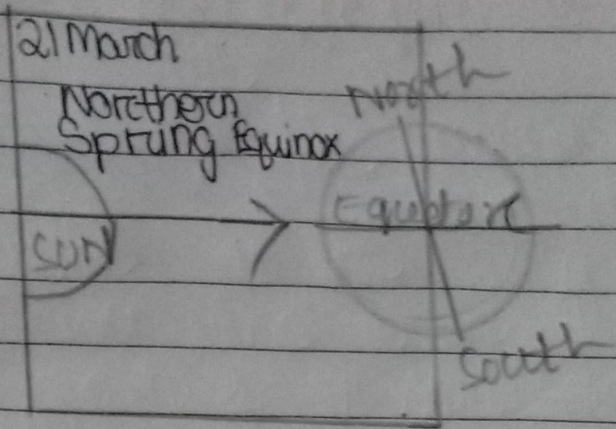 21 March
Northern
Sprung Equinox
North
Equator
SUN
South